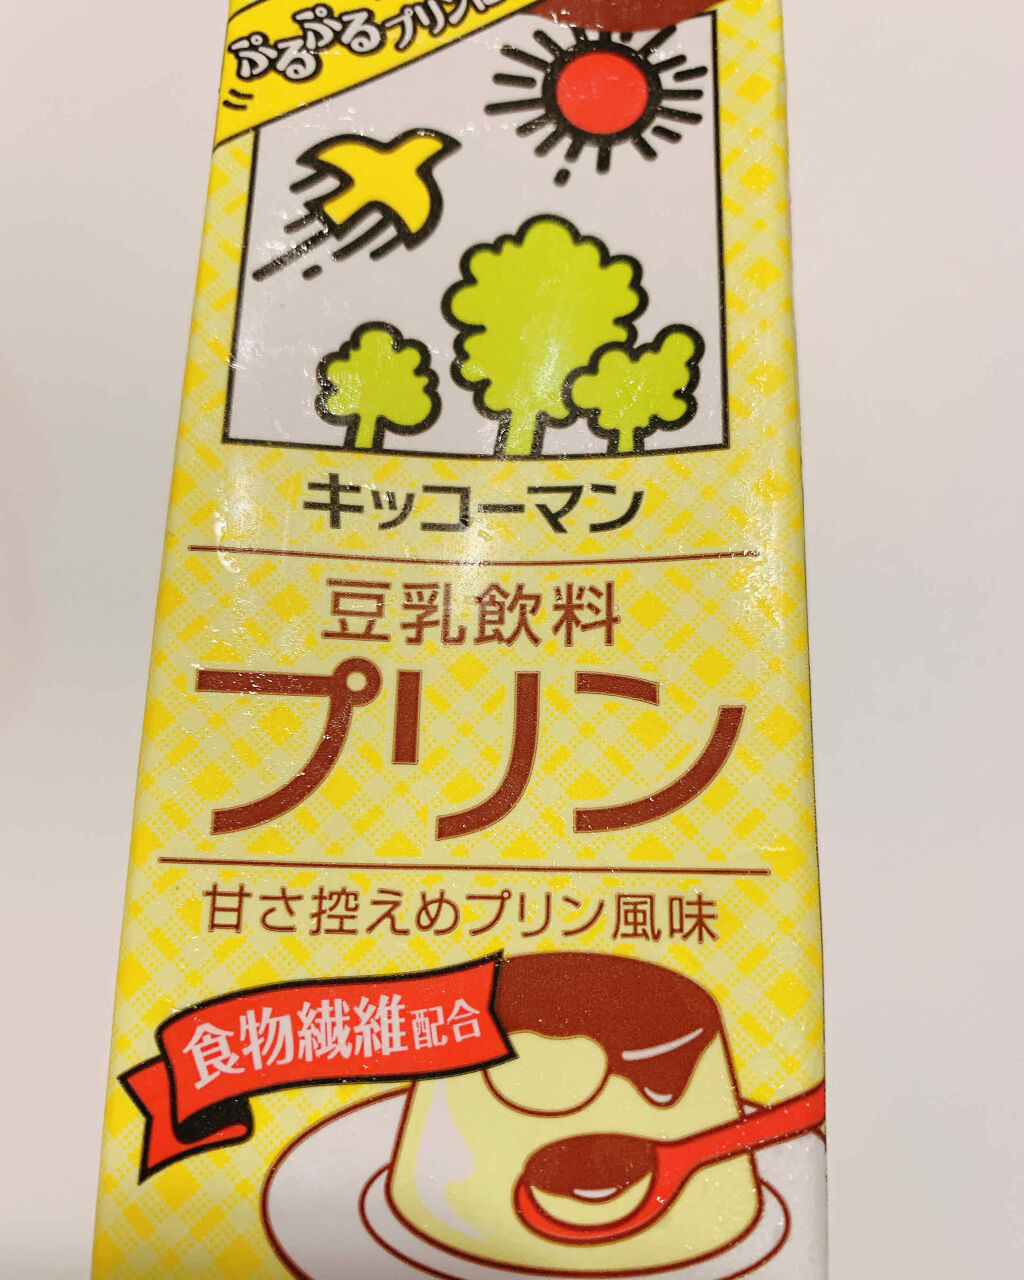 ぷるぷるプリンに
キッコーマン
豆乳飲料
プリン
甘さ控えめプリン風味
食物繊維配合